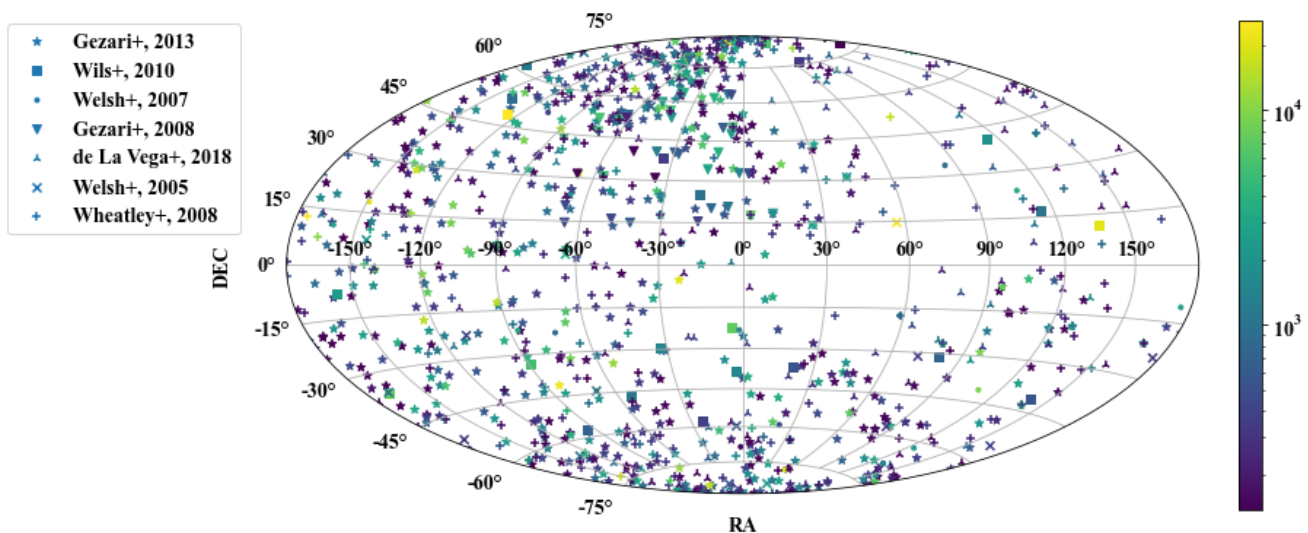 Gezari+, 2013
Wils+, 2010
Welsh+, 2007
Gezari+, 2008
de La Vega+, 2018
Welsh+, 2005
Wheatley+, 2008
75°
60°
45°
30°
15°
0°
-15°
-30°
-45°
-60°
-75°
-150° -120° -90° -60° -30° 0° 30° 60° 90° 120° 150°
DEC
RA
10⁴
10³